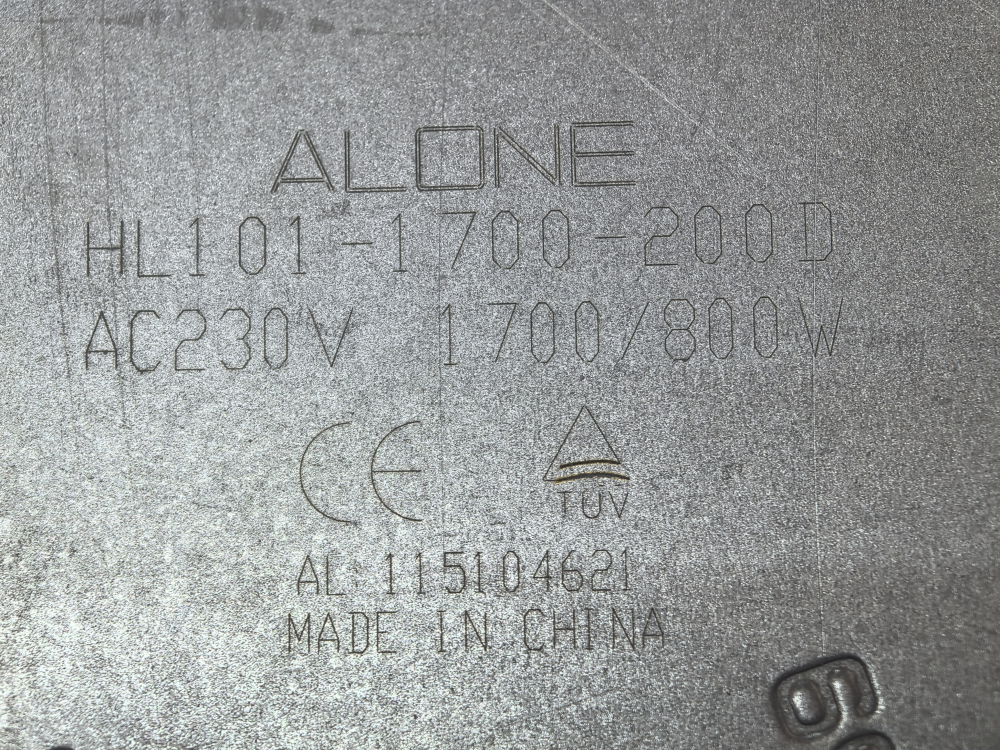 ALONE
HL101-1700-200D
AC230V 1700/800W
CE TUV
AL 115104621
MADE IN CHINA